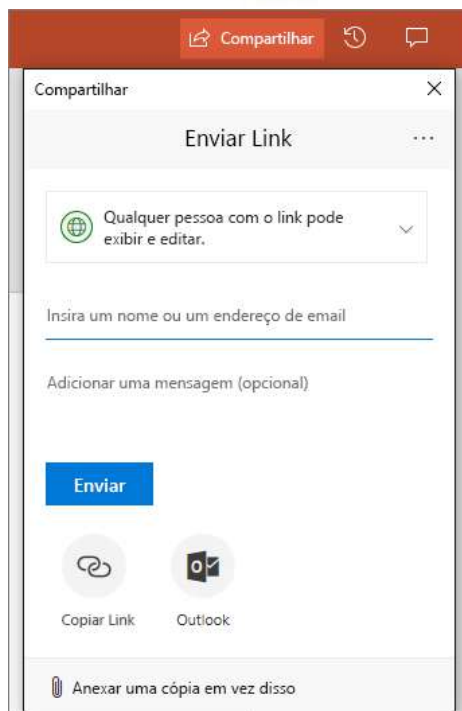 Compartilhar
Compartilhar
Enviar Link
Qualquer pessoa com o link pode
exibir e editar.
Insira um nome ou um endereço de email
Adicionar uma mensagem (opcional)
Enviar
Copiar Link
Outlook
Anexar uma cópia em vez disso